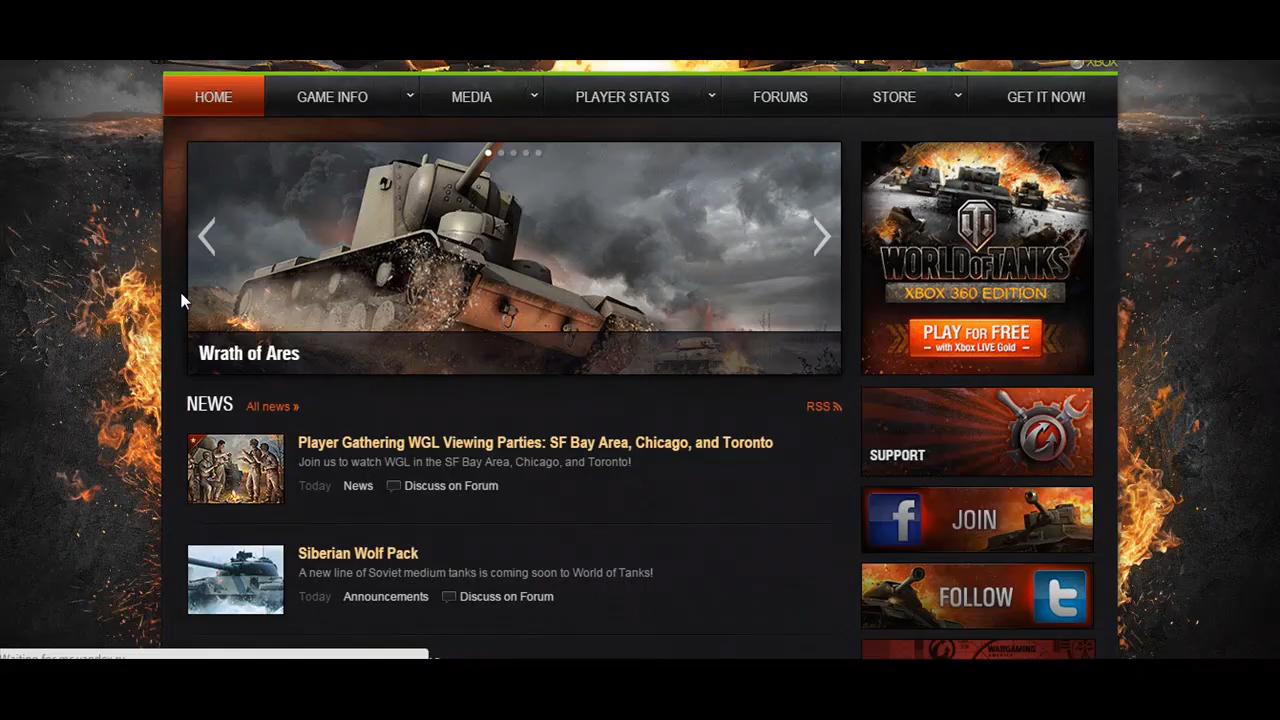 XBOX
HOME GAME INFO MEDIA PLAYER STATS FORUMS STORE GET IT NOW!
Wrath of Ares
WORLD OF TANKS
XBOX 360 EDITION
PLAY FOR FREE
– with Xbox LIVE Gold –
NEWS All news » RSS
Player Gathering WGL Viewing Parties: SF Bay Area, Chicago, and Toronto
Join us to watch WGL in the SF Bay Area, Chicago, and Toronto!
Today News Discuss on Forum
SUPPORT
JOIN
Siberian Wolf Pack
A new line of Soviet medium tanks is coming soon to World of Tanks!
Today Announcements Discuss on Forum
FOLLOW
WARGAMING